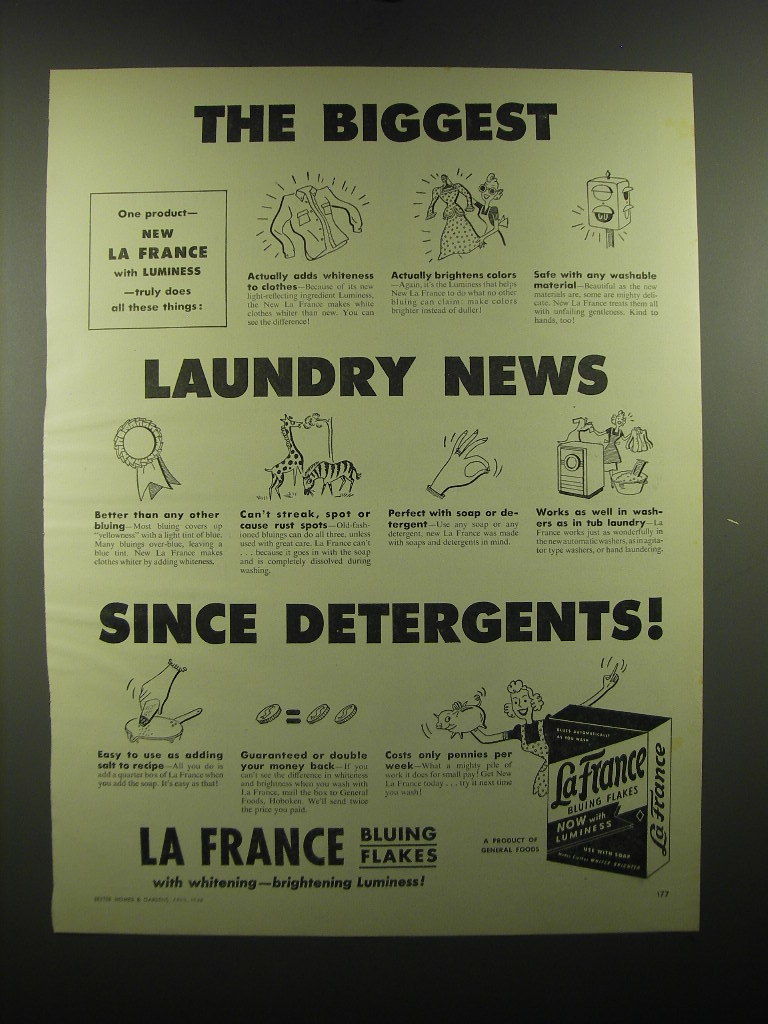 THE BIGGEST
One product—
NEW
LA FRANCE
with LUMINESS
—truly does
all these things:
Actually adds whiteness
to clothes—Because of its new
light-reflecting ingredient Luminess,
the New La France makes white
clothes whiter than new. You can
see the difference!
Actually brightens colors
—Again, it's the Luminess that helps
New La France to do what no other
bluing can claim: make colors
brighter instead of duller!
Safe with any washable
material—Beautiful as the new
materials are, some are mighty deli-
cate. New La France treats them all
with unfailing gentleness. Kind to
hands, too!
LAUNDRY NEWS
Better than any other
bluing—Most bluing covers up
"yellowness" with a light tint of blue.
Many bluings over-blue, leaving a
blue tint. New La France makes
clothes whiter by adding whiteness.
Can't streak, spot or
cause rust spots—Old-fash-
ioned bluings can do all three, unless
used with great care. La France can't
. . . because it goes in with the soap
and is completely dissolved during
washing.
Perfect with soap or de-
tergent—Use any soap or any
detergent, new La France was made
with soaps and detergents in mind.
Works as well in wash-
ers as in tub laundry—La
France works just as wonderfully in
the new automatic washers, as in agita-
tor type washers, or hand laundering.
SINCE DETERGENTS!
Easy to use as adding
salt to recipe—All you do is
add a quarter box of La France when
you add the soap. It's easy as that!
Guaranteed or double
your money back—If you
can't see the difference in whiteness
and brightness when you wash with
La France, mail the box to General
Foods, Hoboken. We'll send twice
the price you paid.
Costs only pennies per
week—What a mighty pile of
work it does for small pay! Get New
La France today . . . try it next time
you wash!
BLUES AUTOMATICALLY
AS YOU WASH
La France
BLUING FLAKES
NOW with
LUMINESS
USE WITH SOAP
WHITER BRIGHTER
La France
LA FRANCE BLUING
FLAKES
with whitening—brightening Luminess!
A PRODUCT OF
GENERAL FOODS
BETTER HOMES & GARDENS, APRIL,
177